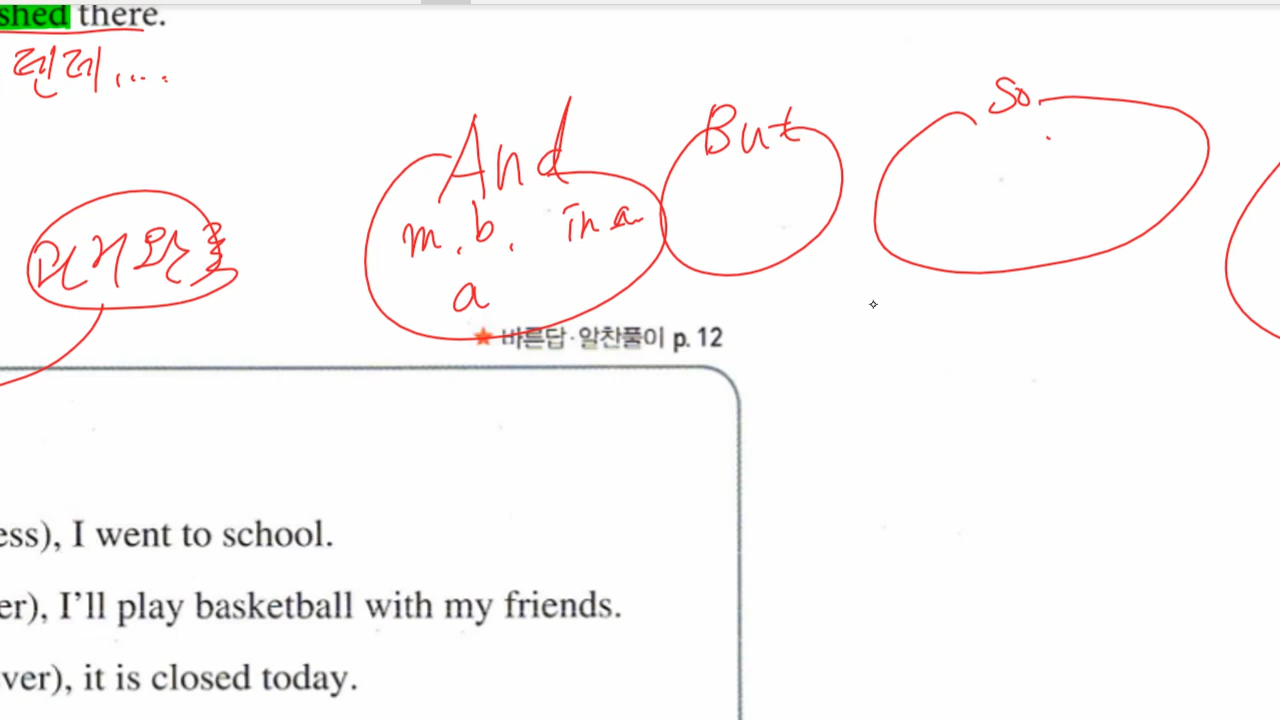 shed there.
텐데....
And
But
So
과거완료
m. b. in a
a
★ 바른답·알찬풀이 p. 12
ess), I went to school.
er), I'll play basketball with my friends.
ver), it is closed today.